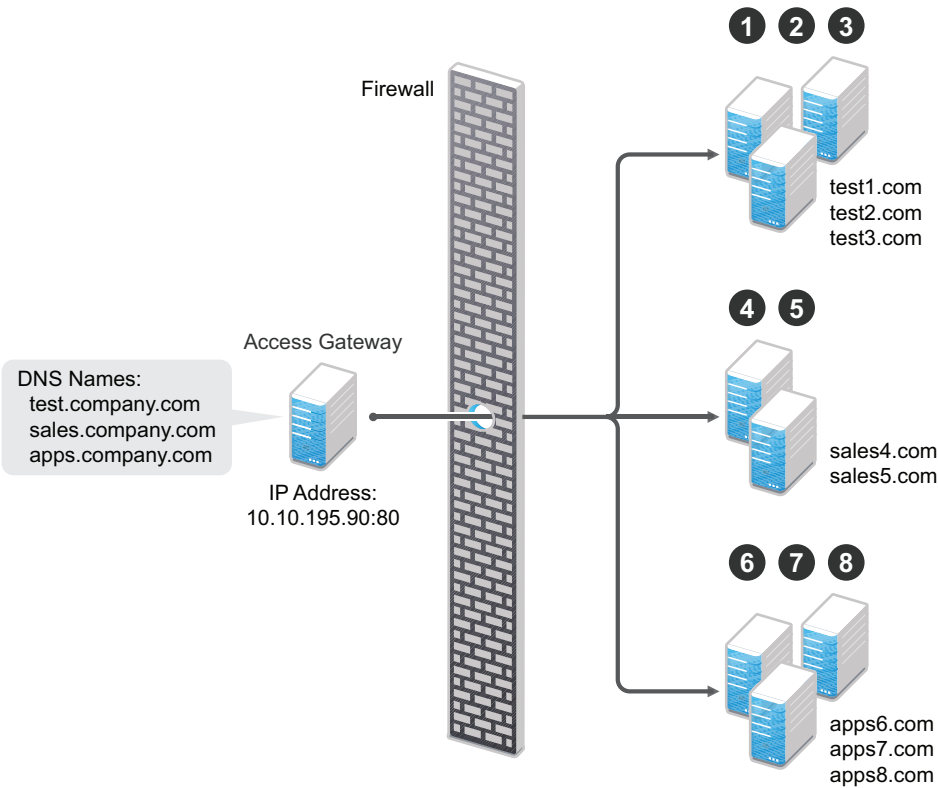 1 2 3
Firewall
test1.com
test2.com
test3.com
4 5
Access Gateway
DNS Names:
test.company.com
sales.company.com
apps.company.com
sales4.com
sales5.com
IP Address:
10.10.195.90:80
6 7 8
apps6.com
apps7.com
apps8.com